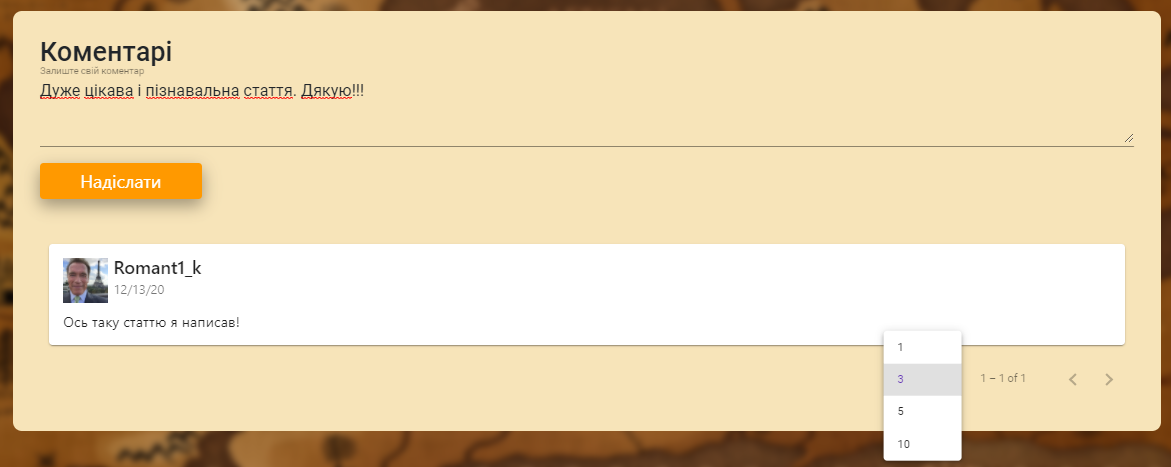 Коментарі
Залиште свій коментар
Дуже цікава і пізнавальна стаття. Дякую!!!
Надіслати
Romant1_k
12/13/20
Ось таку статтю я написав!
1
3
1 – 1 of 1
5
10